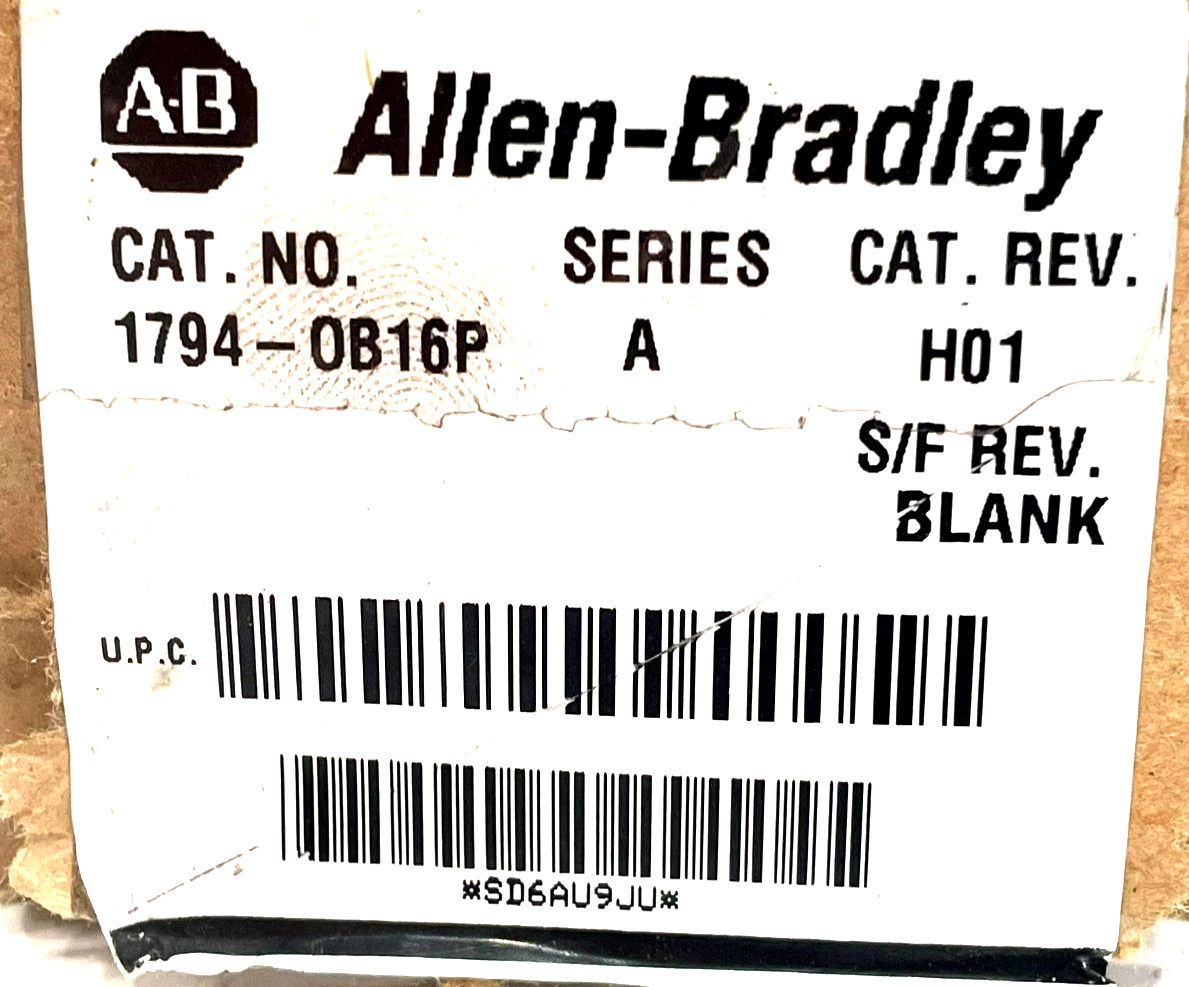 A-B Allen-Bradley
CAT. NO. SERIES CAT. REV.
1794-OB16P A H01
S/F REV.
BLANK
U.P.C.
*SD6AU9JU*